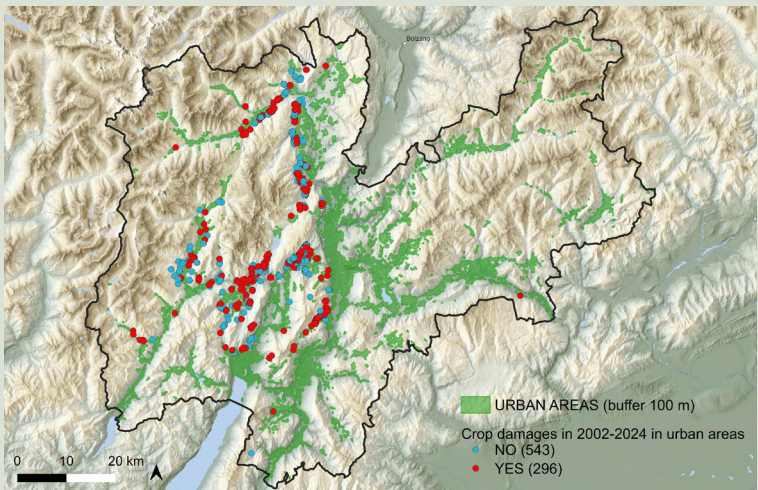 Bolzano
Trento
URBAN AREAS (buffer 100 m)
Crop damages in 2002-2024 in urban areas
NO (543)
YES (296)
0 10 20 km